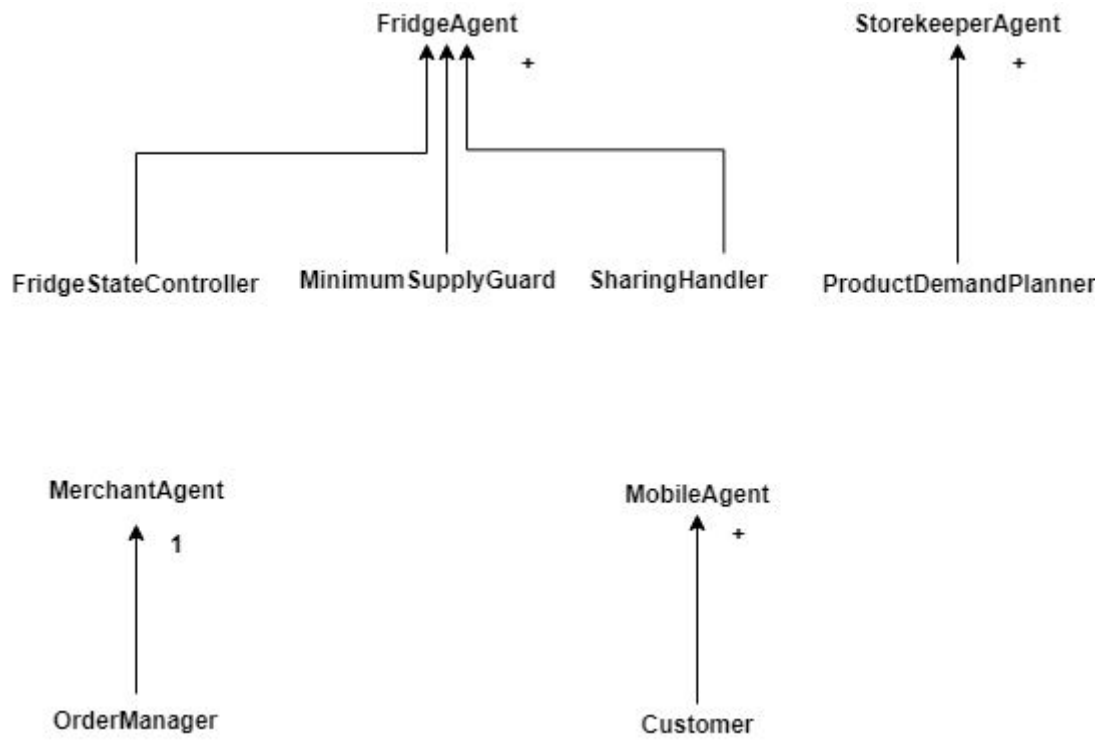 FridgeAgent
StorekeeperAgent
+
+
FridgeStateController
MinimumSupplyGuard
SharingHandler
ProductDemandPlanner
MerchantAgent
MobileAgent
1
+
OrderManager
Customer